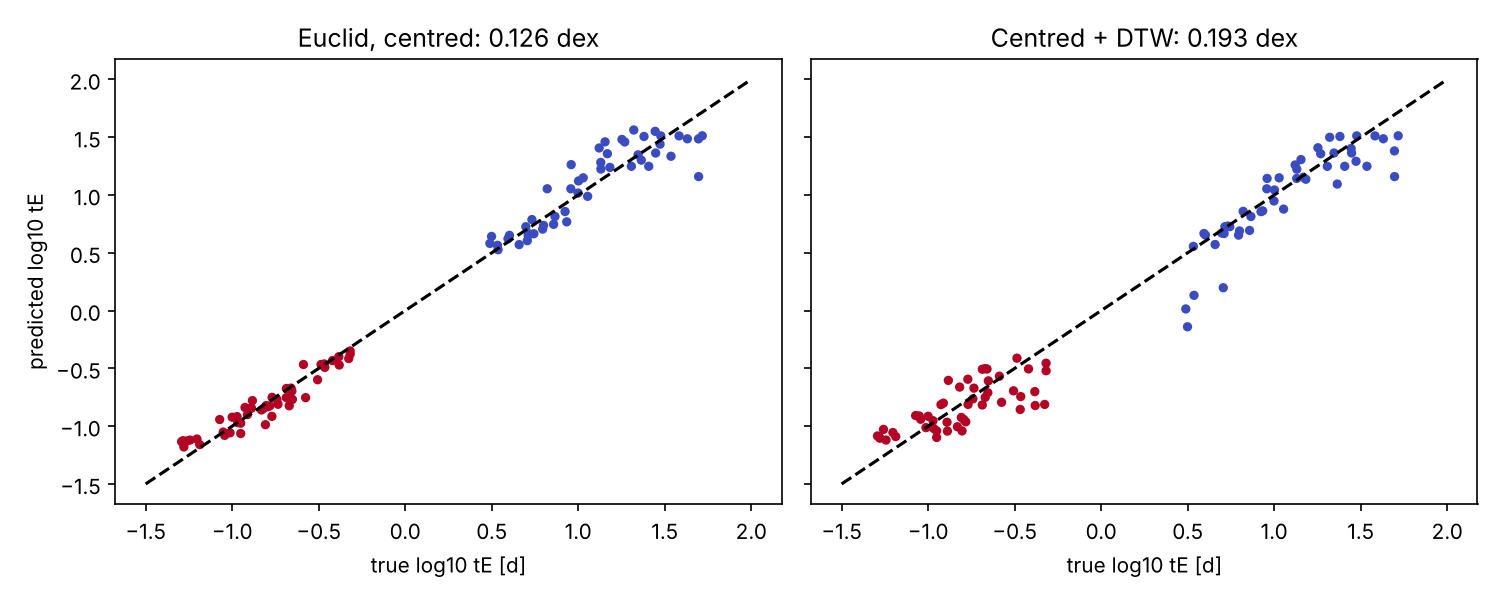 Euclid, centred: 0.126 dex
Centred + DTW: 0.193 dex
predicted log10 tE
2.0
1.5
1.0
0.5
0.0
−0.5
−1.0
−1.5
−1.5 −1.0 −0.5 0.0 0.5 1.0 1.5 2.0
−1.5 −1.0 −0.5 0.0 0.5 1.0 1.5 2.0
true log10 tE [d]
true log10 tE [d]